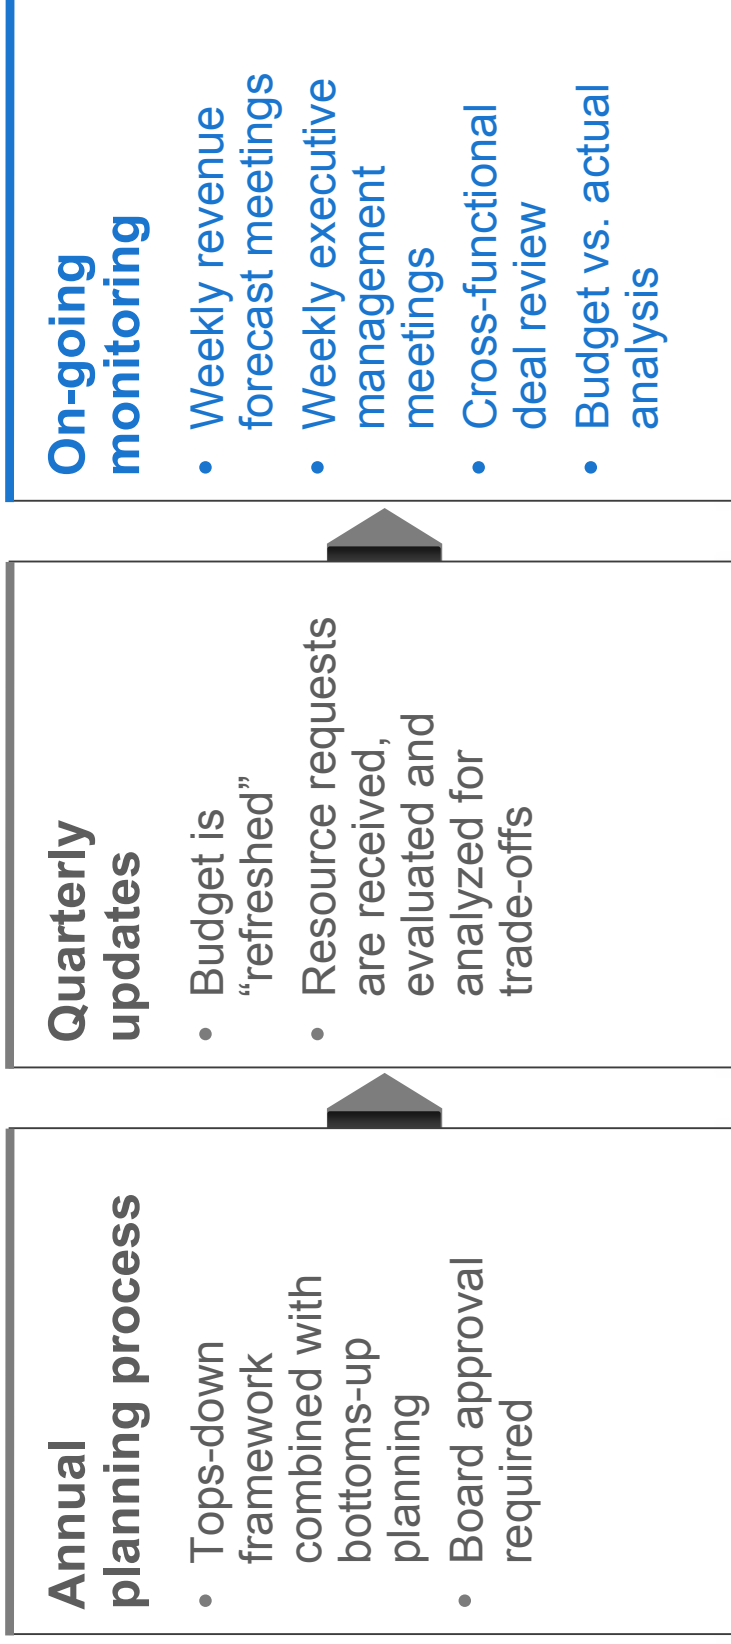 Annual
planning process
• Tops-down
framework
combined with
bottoms-up
planning
• Board approval
required
Quarterly
updates
• Budget is
“refreshed”
• Resource requests
are received,
evaluated and
analyzed for
trade-offs
On-going
monitoring
• Weekly revenue
forecast meetings
• Weekly executive
management
meetings
• Cross-functional
deal review
• Budget vs. actual
analysis